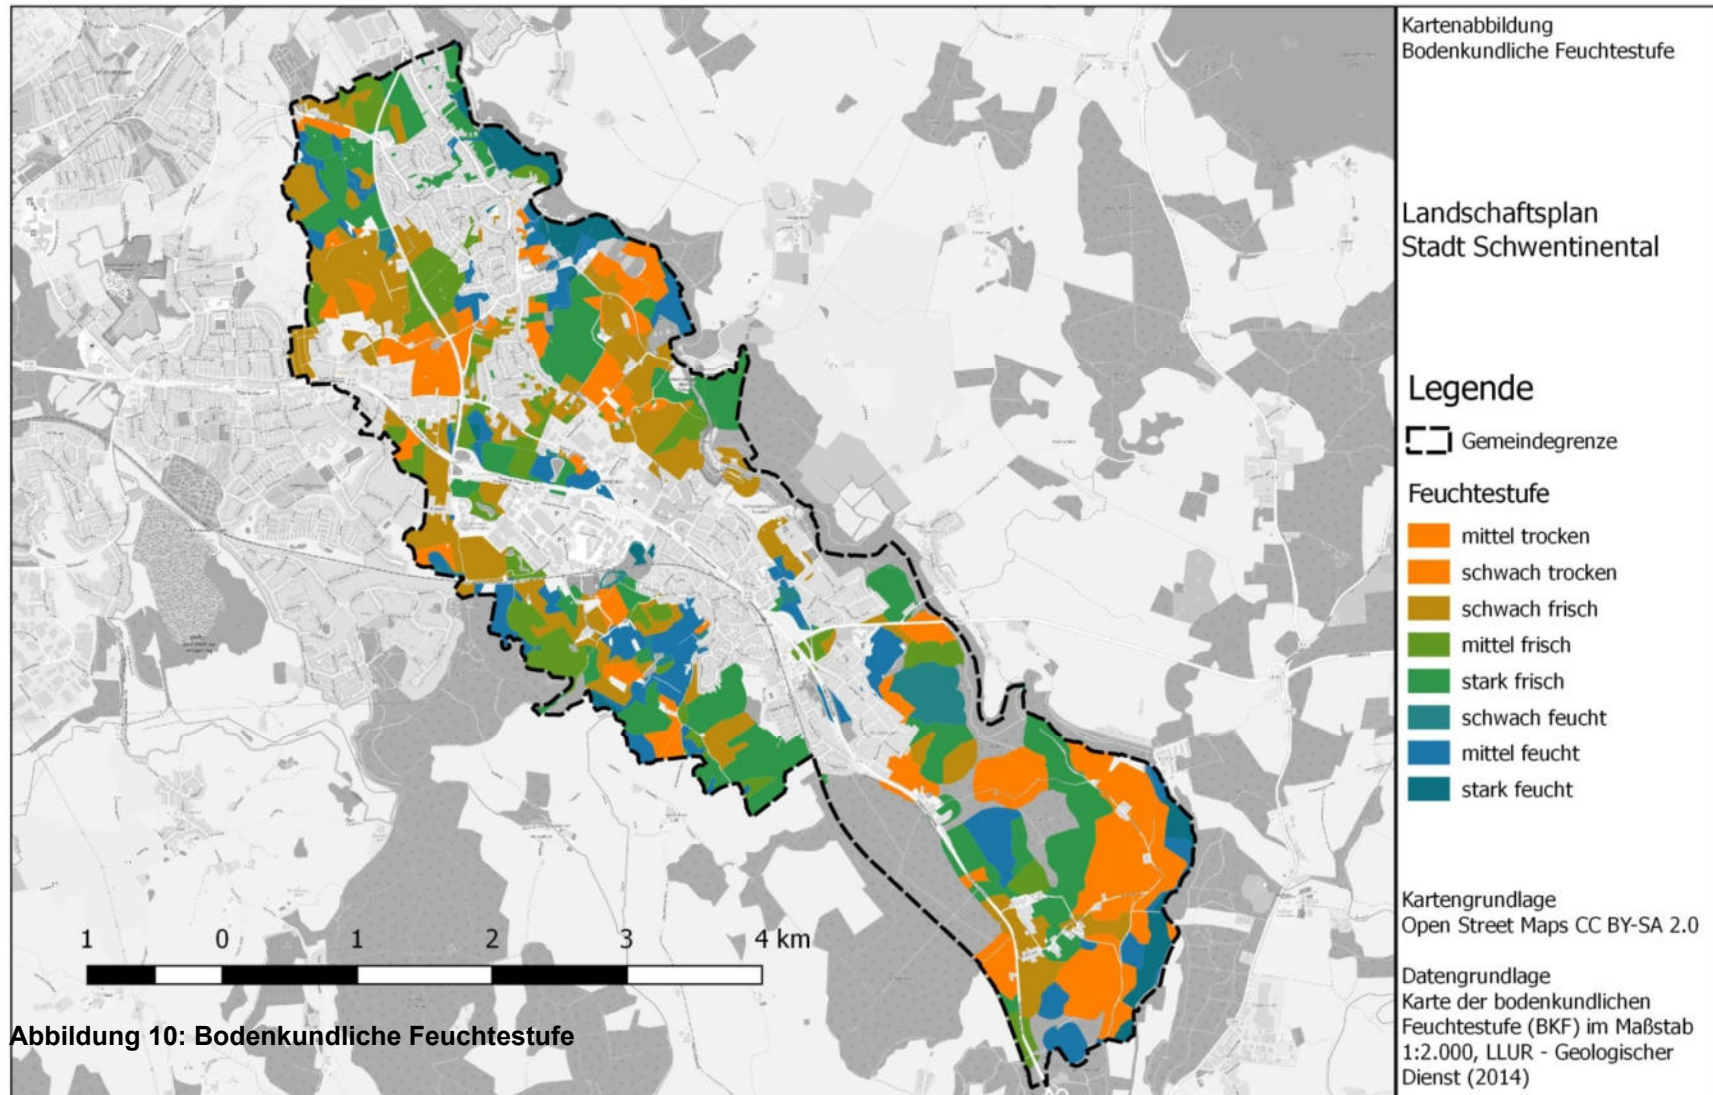 Kartenabbildung
Bodenkundliche Feuchtestufe
Landschaftsplan
Stadt Schwentinental
Legende
Gemeindegrenze
Feuchtestufe
mittel trocken
schwach trocken
schwach frisch
mittel frisch
stark frisch
schwach feucht
mittel feucht
stark feucht
Kartengrundlage
Open Street Maps CC BY-SA 2.0
Datengrundlage
Karte der bodenkundlichen
Feuchtestufe (BKF) im Maßstab
1:2.000, LLUR - Geologischer
Dienst (2014)
1 0 1 2 3 4 km
Abbildung 10: Bodenkundliche Feuchtestufe